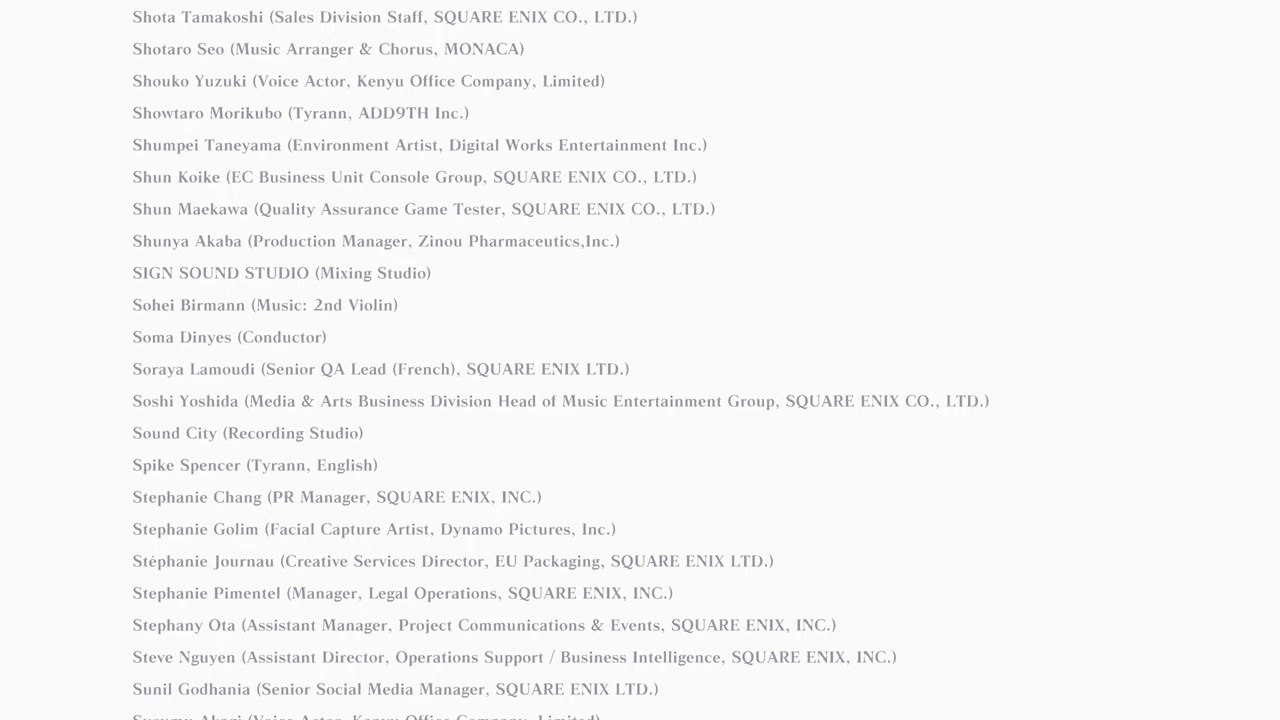 Shota Tamakoshi (Sales Division Staff, SQUARE ENIX CO., LTD.)
Shotaro Seo (Music Arranger & Chorus, MONACA)
Shouko Yuzuki (Voice Actor, Kenyu Office Company, Limited)
Showtaro Morikubo (Tyrann, ADD9TH Inc.)
Shumpei Taneyama (Environment Artist, Digital Works Entertainment Inc.)
Shun Koike (EC Business Unit Console Group, SQUARE ENIX CO., LTD.)
Shun Maekawa (Quality Assurance Game Tester, SQUARE ENIX CO., LTD.)
Shunya Akaba (Production Manager, Zinou Pharmaceutics,Inc.)
SIGN SOUND STUDIO (Mixing Studio)
Sohei Birmann (Music: 2nd Violin)
Soma Dinyes (Conductor)
Soraya Lamoudi (Senior QA Lead (French), SQUARE ENIX LTD.)
Soshi Yoshida (Media & Arts Business Division Head of Music Entertainment Group, SQUARE ENIX CO., LTD.)
Sound City (Recording Studio)
Spike Spencer (Tyrann, English)
Stephanie Chang (PR Manager, SQUARE ENIX, INC.)
Stephanie Golim (Facial Capture Artist, Dynamo Pictures, Inc.)
Stéphanie Journau (Creative Services Director, EU Packaging, SQUARE ENIX LTD.)
Stephanie Pimentel (Manager, Legal Operations, SQUARE ENIX, INC.)
Stephany Ota (Assistant Manager, Project Communications & Events, SQUARE ENIX, INC.)
Steve Nguyen (Assistant Director, Operations Support / Business Intelligence, SQUARE ENIX, INC.)
Sunil Godhania (Senior Social Media Manager, SQUARE ENIX LTD.)
(Voice Actor, Kenyu Office Company, Limited)